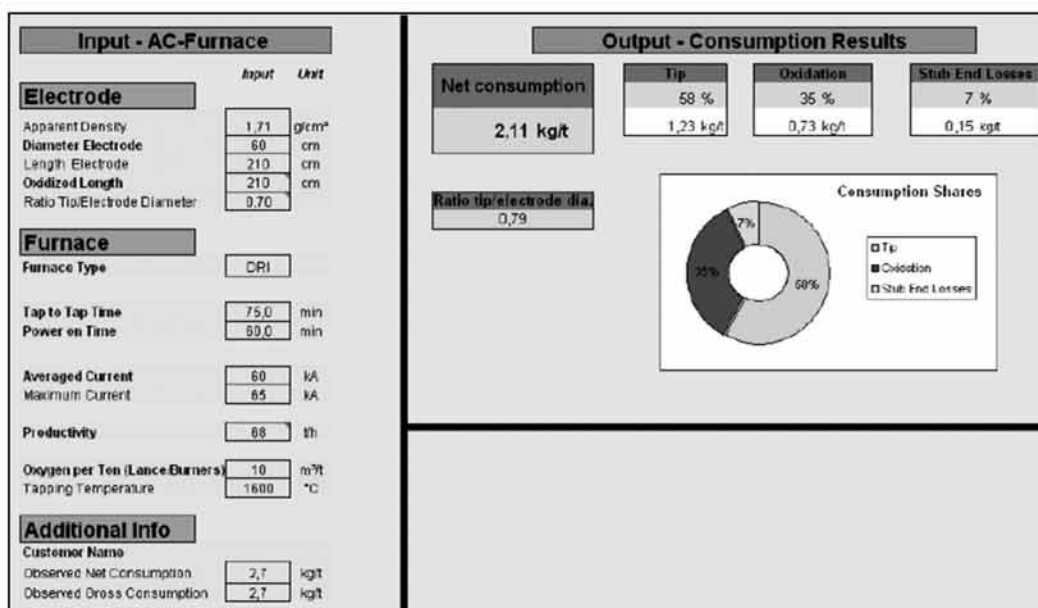 Input - AC-Furnace
Input Unit
Electrode
Apparent Density 1,71 g/cm³
Diameter Electrode 60 cm
Length Electrode 210 cm
Oxidized Length 210 cm
Ratio Tip/Electrode Diameter 0,70
Furnace
Furnace Type DRI
Tap to Tap Time 75,0 min
Power on Time 60,0 min
Averaged Current 60 kA
Maximum Current 65 kA
Productivity 68 t/h
Oxygen per Ton (Lance/Burners) 10 m³/t
Tapping Temperature 1600 °C
Additional Info
Customer Name
Observed Net Consumption 2,7 kg/t
Observed Gross Consumption 2,7 kg/t
Output - Consumption Results
Net consumption
2,11 kg/t
Tip
58 %
1,23 kg/t
Oxidation
35 %
0,73 kg/t
Stub End Losses
7 %
0,15 kg/t
Ratio tip/electrode dia.
0,79
Consumption Shares
7%
35%
58%
Tip
Oxidation
Stub End Losses